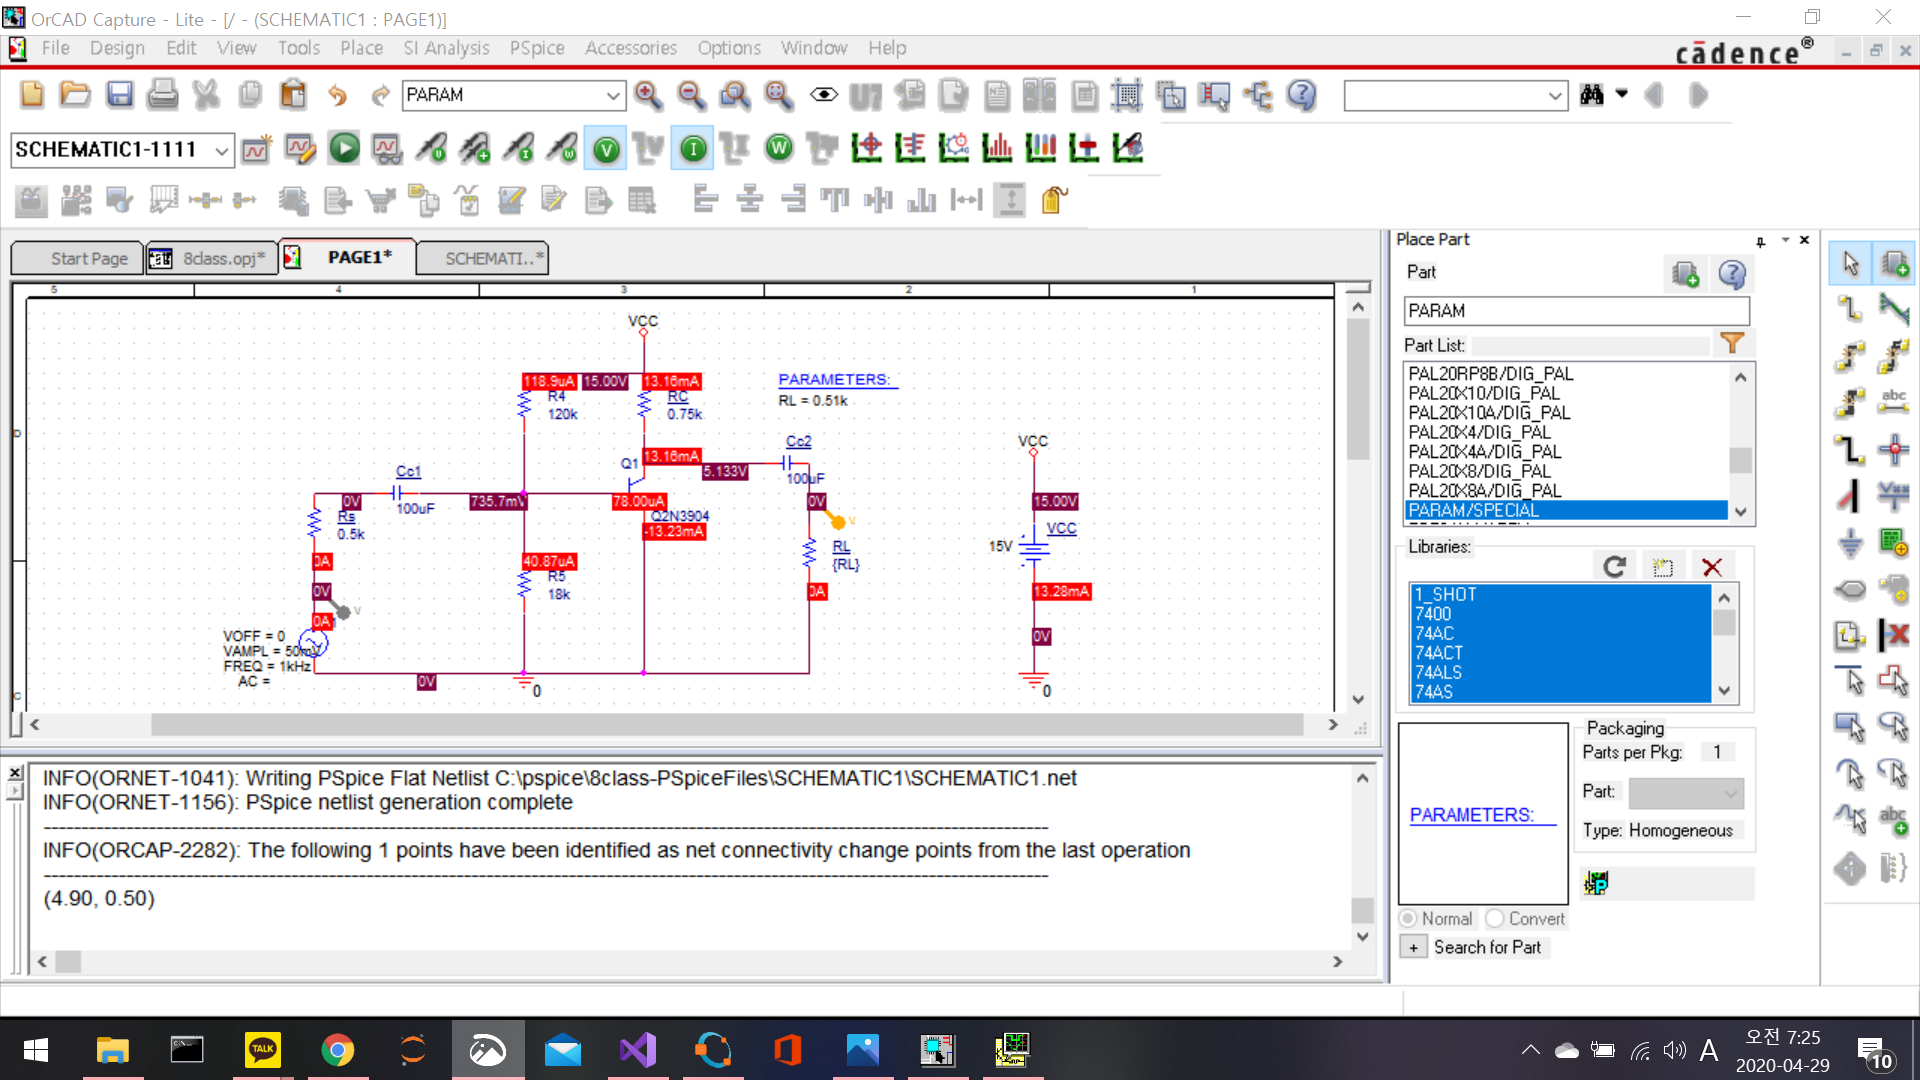 OrCAD Capture - Lite - [/ - (SCHEMATIC1 : PAGE1)]
File Design Edit View Tools Place SI Analysis PSpice Accessories Options Window Help
cādence®
PARAM
SCHEMATIC1-1111
Start Page
8class.opj*
PAGE1*
SCHEMATI..*
5 4 3 2 1
D
C
VCC
118.9uA 15.00V 13.16mA
R4
120k
RC
0.75k
PARAMETERS:
RL = 0.51k
13.16mA
Q1
5.133V
Cc2
100uF
VCC
Cc1
100uF
0V
Rs
0.5k
735.7mV
78.00uA
Q2N3904
-13.23mA
0V
V
15.00V
VCC
15V
0A
40.87uA
R5
18k
RL
{RL}
0V
V
0A
0A
13.28mA
0V
VOFF = 0
VAMPL = 50mV
FREQ = 1kHz
AC =
0V
0
0
INFO(ORNET-1041): Writing PSpice Flat Netlist C:\pspice\8class-PSpiceFiles\SCHEMATIC1\SCHEMATIC1.net
INFO(ORNET-1156): PSpice netlist generation complete
INFO(ORCAP-2282): The following 1 points have been identified as net connectivity change points from the last operation
(4.90, 0.50)
Place Part
Part
PARAM
Part List:
PAL20RP8B/DIG_PAL
PAL20X10/DIG_PAL
PAL20X10A/DIG_PAL
PAL20X4/DIG_PAL
PAL20X4A/DIG_PAL
PAL20X8/DIG_PAL
PAL20X8A/DIG_PAL
PARAM/SPECIAL
Libraries:
1_SHOT
7400
74AC
74ACT
74ALS
74AS
PARAMETERS:
Packaging
Parts per Pkg: 1
Part:
Type: Homogeneous
Normal Convert
+ Search for Part
TALK
A
오전 7:25
2020-04-29
10